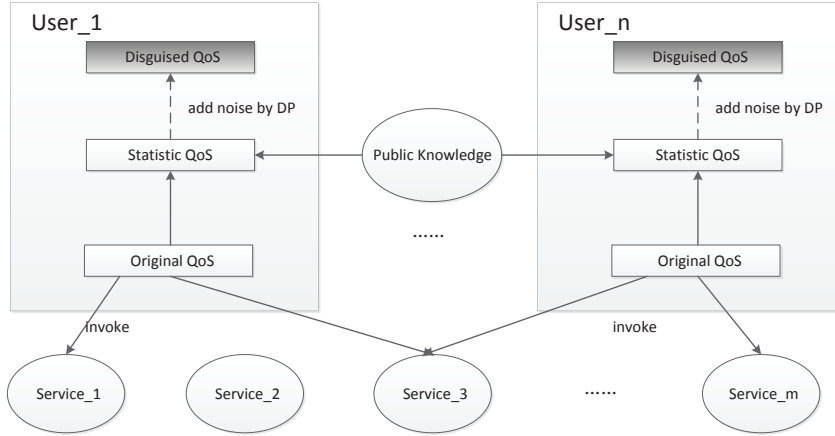 User_1
User_n
Disguised QoS
Disguised QoS
add noise by DP
add noise by DP
Statistic QoS
Public Knowledge
Statistic QoS
......
Original QoS
Original QoS
invoke
invoke
Service_1
Service_2
Service_3
......
Service_m